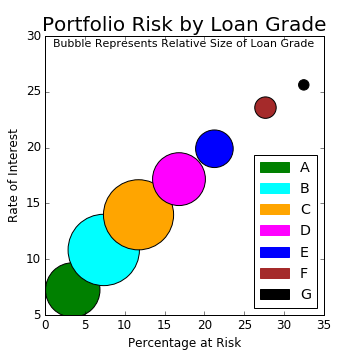 Portfolio Risk by Loan Grade
Bubble Represents Relative Size of Loan Grade
Rate of Interest
30
25
20
15
10
5
0 5 10 15 20 25 30 35
Percentage at Risk
A
B
C
D
E
F
G